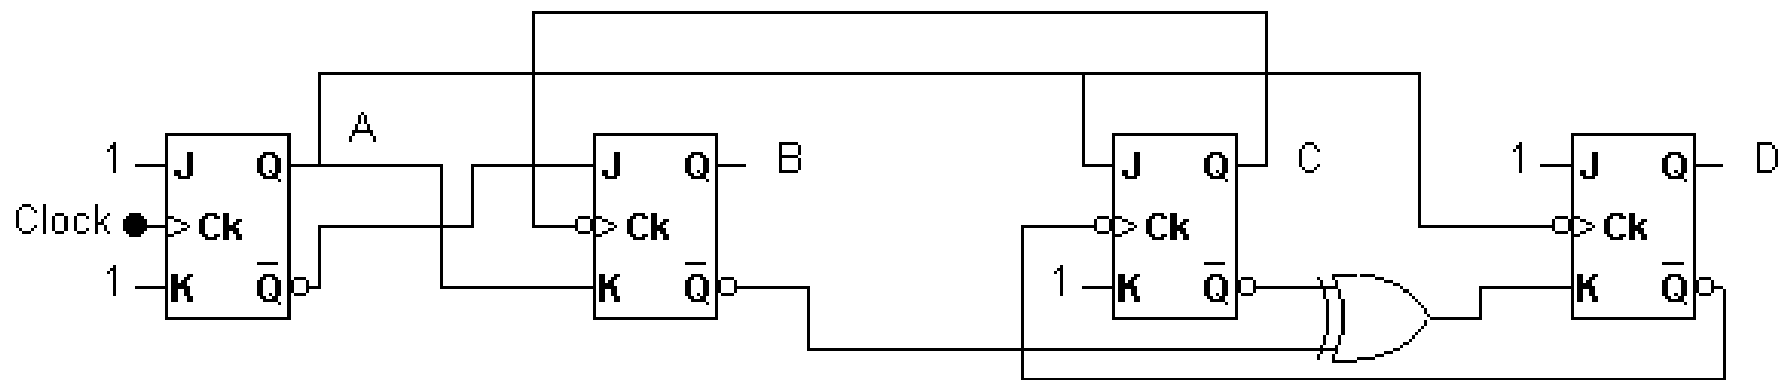 A
1 J Q J Q B J Q C 1 J Q D
Clock Ck Ck Ck Ck
1 K Q̅ K Q̅ 1 K Q̅ K Q̅